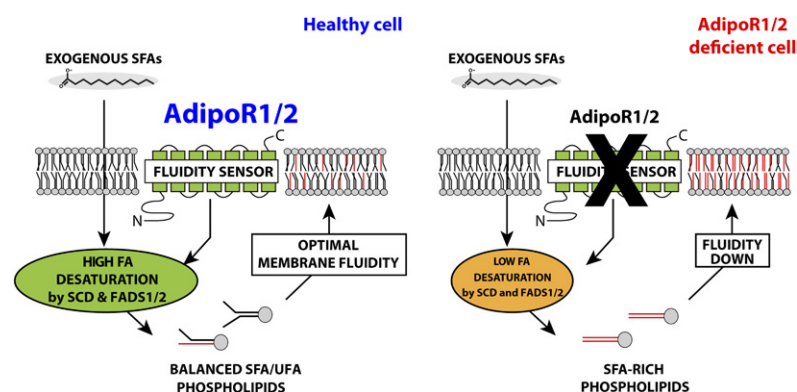 Healthy cell
EXOGENOUS SFAs
AdipoR1/2
C
FLUIDITY SENSOR
N
HIGH FA
DESATURATION
by SCD & FADS1/2
OPTIMAL
MEMBRANE FLUIDITY
BALANCED SFA/UFA
PHOSPHOLIPIDS
AdipoR1/2
deficient cell
EXOGENOUS SFAs
AdipoR1/2
C
FLUIDITY SENSOR
N
LOW FA
DESATURATION
by SCD and FADS1/2
FLUIDITY
DOWN
SFA-RICH
PHOSPHOLIPIDS